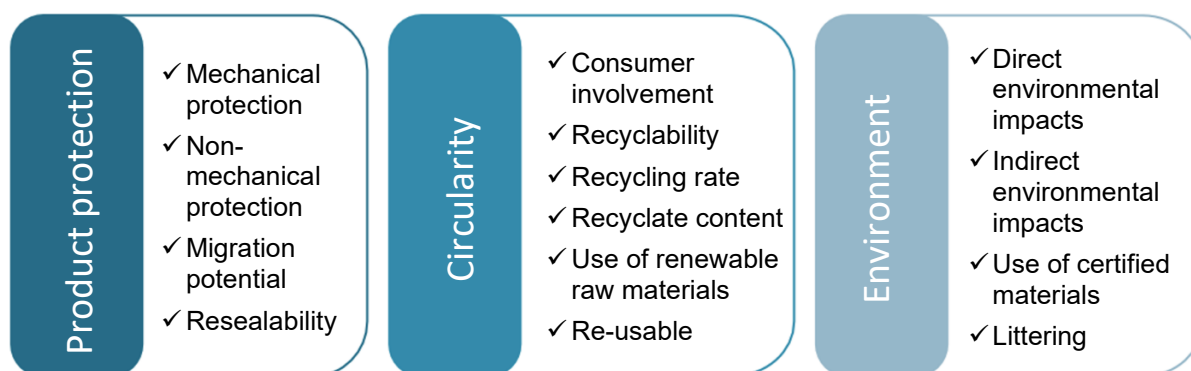 Product protection
✓ Mechanical
protection
✓ Non-
mechanical
protection
✓ Migration
potential
✓ Resealability
Circularity
✓ Consumer
involvement
✓ Recyclability
✓ Recycling rate
✓ Recyclate content
✓ Use of renewable
raw materials
✓ Re-usable
Environment
✓ Direct
environmental
impacts
✓ Indirect
environmental
impacts
✓ Use of certified
materials
✓ Littering